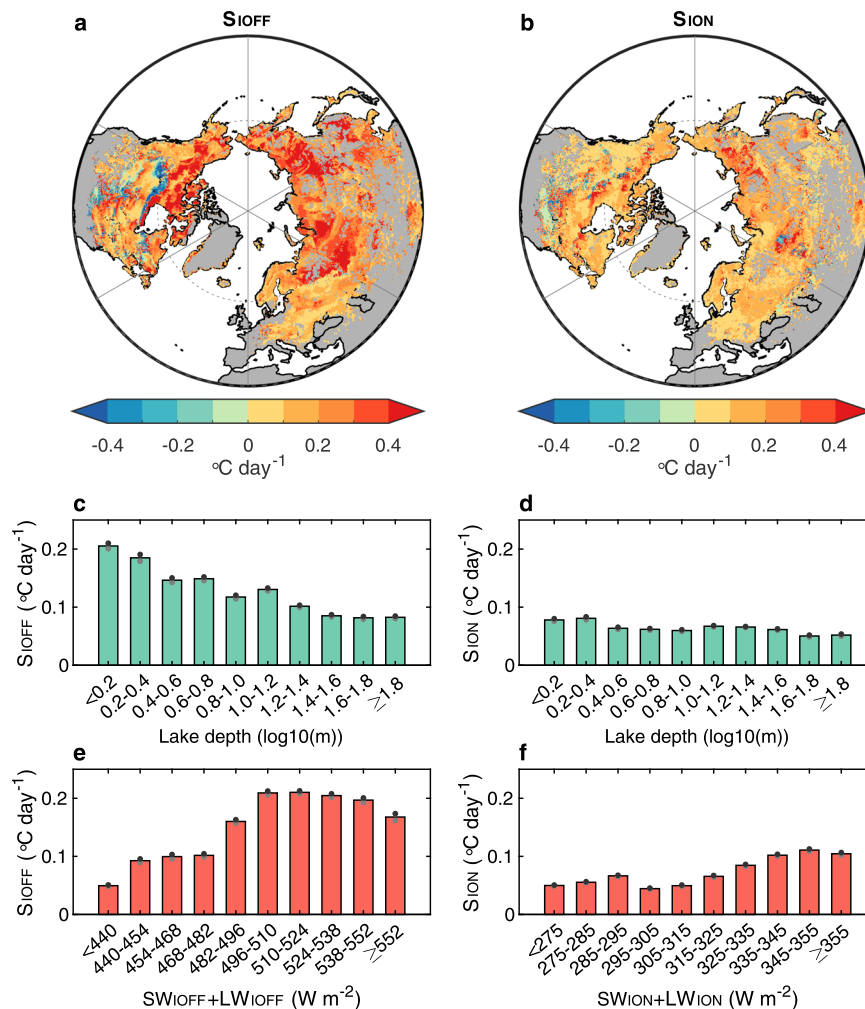 a SIOFF b SION
-0.4 -0.2 0 0.2 0.4 -0.4 -0.2 0 0.2 0.4
°C day⁻¹ °C day⁻¹
c d
SIOFF (°C day⁻¹) SION (°C day⁻¹)
0.2 0.2
0.1 0.1
0 0
<0.2 0.2-0.4 0.4-0.6 0.6-0.8 0.8-1.0 1.0-1.2 1.2-1.4 1.4-1.6 1.6-1.8 ≥1.8 <0.2 0.2-0.4 0.4-0.6 0.6-0.8 0.8-1.0 1.0-1.2 1.2-1.4 1.4-1.6 1.6-1.8 ≥1.8
Lake depth (log10(m)) Lake depth (log10(m))
e f
SIOFF (°C day⁻¹) SION (°C day⁻¹)
0.2 0.2
0.1 0.1
0 0
<440 440-454 454-468 468-482 482-496 496-510 510-524 524-538 538-552 ≥552 <275 275-285 285-295 295-305 305-315 315-325 325-335 335-345 345-355 ≥355
SWIOFF+LWIOFF (W m⁻²) SWION+LWION (W m⁻²)